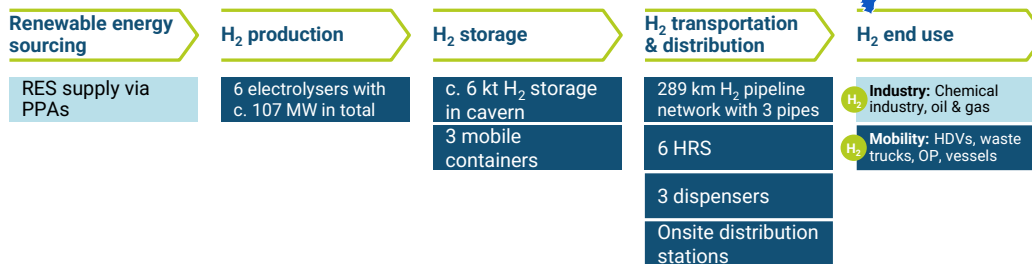 Renewable energy
sourcing
H₂ production
H₂ storage
H₂ transportation
& distribution
H₂ end use
RES supply via
PPAs
6 electrolysers with
c. 107 MW in total
c. 6 kt H₂ storage
in cavern
3 mobile
containers
289 km H₂ pipeline
network with 3 pipes
6 HRS
3 dispensers
Onsite distribution
stations
H₂
Industry: Chemical
industry, oil & gas
H₂
Mobility: HDVs, waste
trucks, OP, vessels